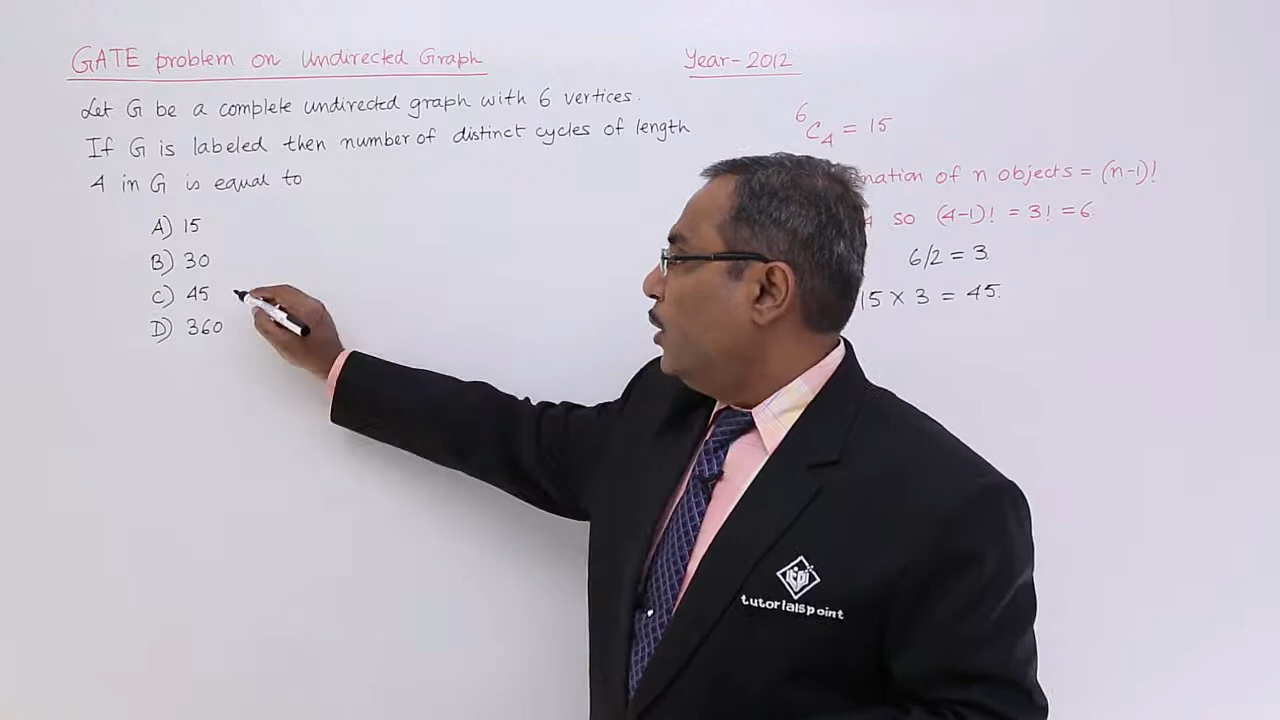 GATE problem on Undirected Graph
Year-2012
Let G be a complete undirected graph with 6 vertices.
If G is labeled then number of distinct cycles of length
4 in G is equal to
A) 15
B) 30
C) 45
D) 360
6C4 = 15
of n objects = (n-1)!
so (4-1)! = 3! = 6.
6/2 = 3.
15 x 3 = 45.
tutorialspoint